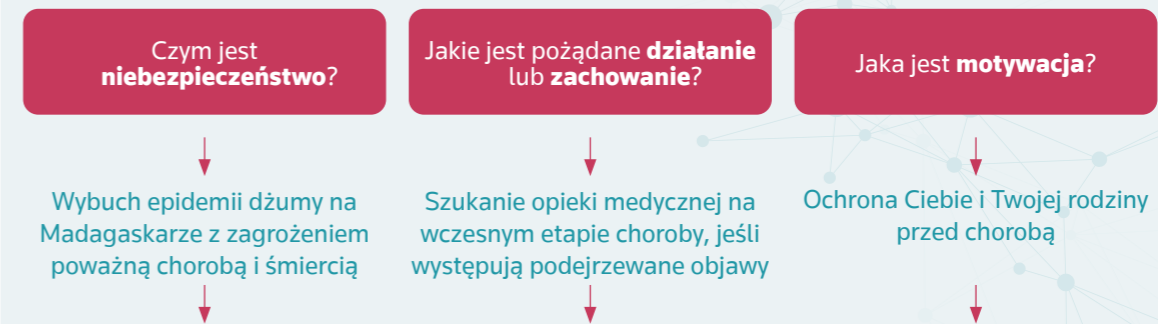 Czym jest
niebezpieczeństwo?
Jakie jest pożądane działanie
lub zachowanie?
Jaka jest motywacja?
Wybuch epidemii dżumy na
Madagaskarze z zagrożeniem
poważną chorobą i śmiercią
Szukanie opieki medycznej na
wczesnym etapie choroby, jeśli
występują podejrzewane objawy
Ochrona Ciebie i Twojej rodziny
przed chorobą